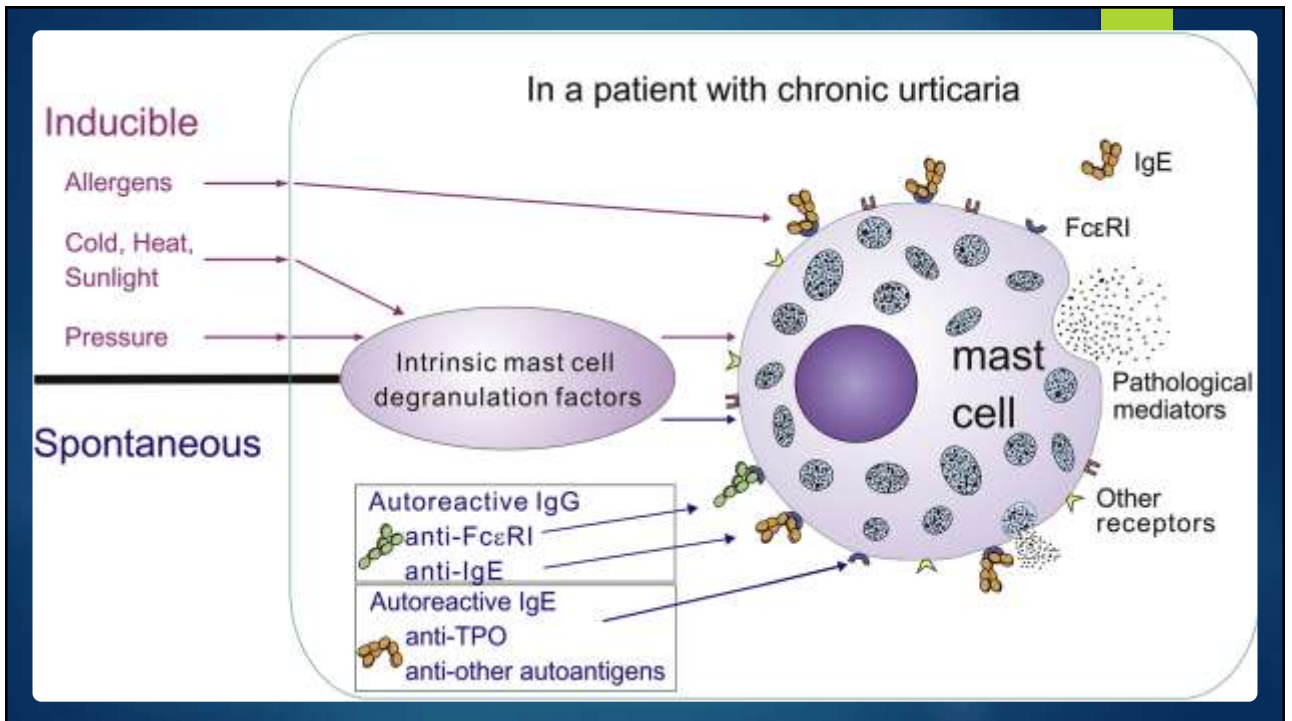 In a patient with chronic urticaria
Inducible
Allergens
Cold, Heat,
Sunlight
Pressure
Intrinsic mast cell
degranulation factors
Spontaneous
Autoreactive IgG
anti-FcεRI
anti-IgE
Autoreactive IgE
anti-TPO
anti-other autoantigens
IgE
FcεRI
mast
cell
Pathological
mediators
Other
receptors